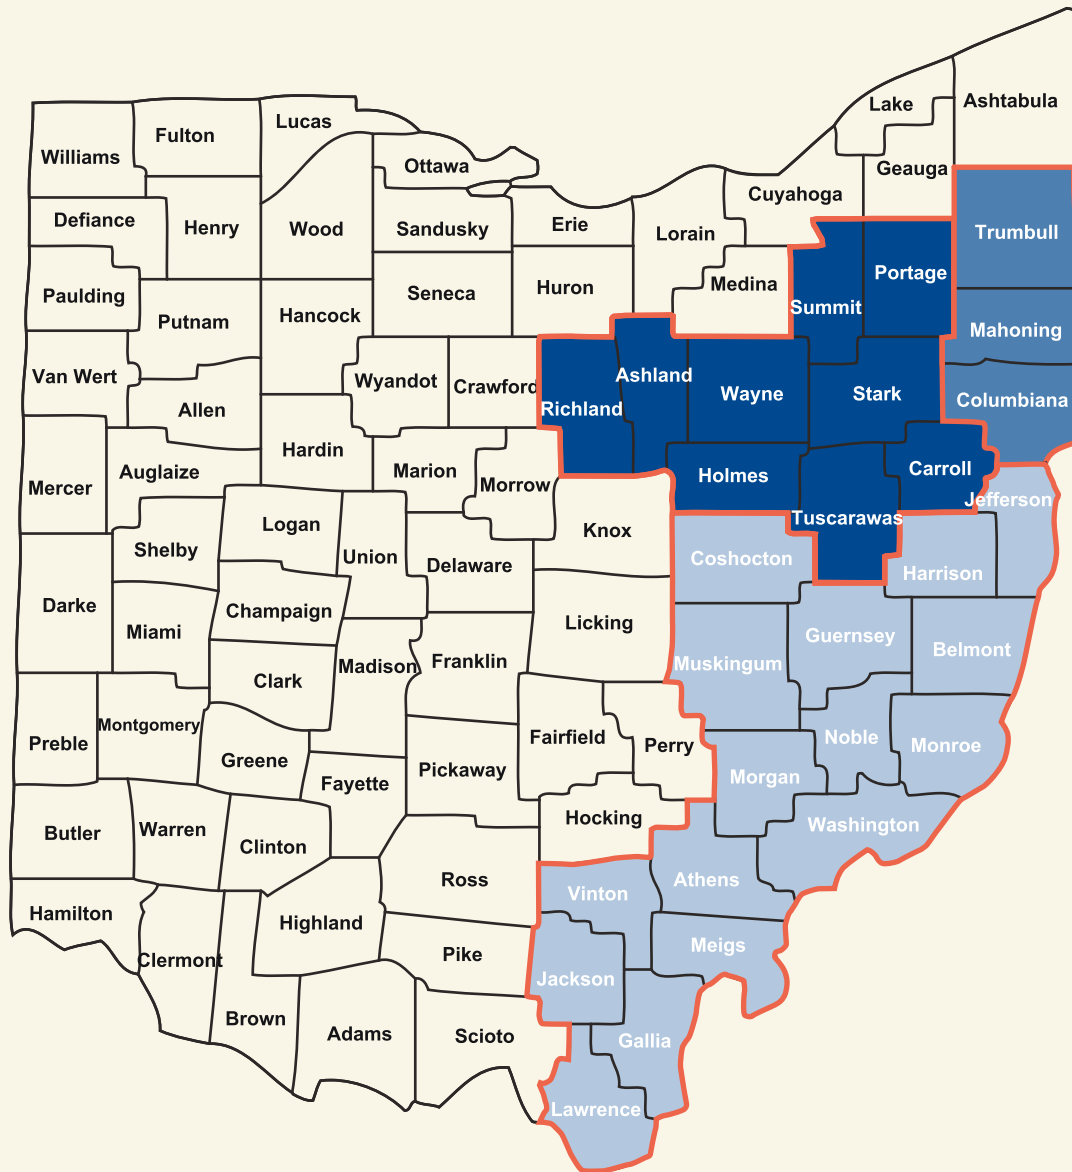 Lake
Ashtabula
Lucas
Fulton
Williams
Ottawa
Geauga
Cuyahoga
Defiance
Henry
Wood
Sandusky
Erie
Lorain
Trumbull
Portage
Paulding
Seneca
Huron
Medina
Summit
Putnam
Hancock
Mahoning
Van Wert
Wyandot
Crawford
Ashland
Wayne
Stark
Columbiana
Allen
Richland
Hardin
Auglaize
Marion
Morrow
Holmes
Carroll
Mercer
Jefferson
Logan
Knox
Tuscarawas
Shelby
Union
Delaware
Coshocton
Harrison
Darke
Champaign
Miami
Licking
Guernsey
Belmont
Madison
Franklin
Muskingum
Clark
Montgomery
Preble
Greene
Fairfield
Perry
Noble
Monroe
Pickaway
Fayette
Morgan
Butler
Warren
Clinton
Hocking
Washington
Ross
Athens
Vinton
Hamilton
Highland
Meigs
Clermont
Pike
Jackson
Brown
Adams
Scioto
Gallia
Lawrence